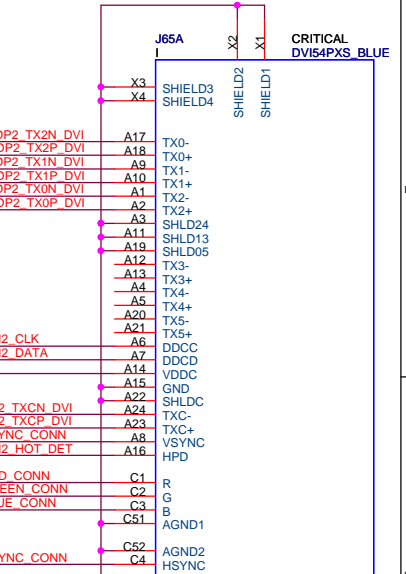 J65A
CRITICAL
DVI54PXS_BLUE
X2
X1
SHIELD2
SHIELD1
X3 SHIELD3
X4 SHIELD4
DP2_TX2N_DVI A17 TX0-
DP2_TX2P_DVI A18 TX0+
DP2_TX1N_DVI A9 TX1-
DP2_TX1P_DVI A10 TX1+
DP2_TX0N_DVI A1 TX2-
DP2_TX0P_DVI A2 TX2+
A3 SHLD24
A11 SHLD13
A19 SHLD05
A12 TX3-
A13 TX3+
A4 TX4-
A5 TX4+
A20 TX5-
A21 TX5+
2_CLK A6 DDCC
2_DATA A7 DDCD
A14 VDDC
A15 GND
A22 SHLDC
2_TXCN_DVI A24 TXC-
2_TXCP_DVI A23 TXC+
YNC_CONN A8 VSYNC
2_HOT_DET A16 HPD
D_CONN C1 R
EEN_CONN C2 G
UE_CONN C3 B
C51 AGND1
C52 AGND2
YNC_CONN C4 HSYNC